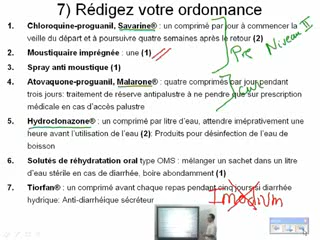 7) Rédigez votre ordonnance
1. Chloroquine-proguanil, Savarine® : un comprimé par jour à commencer la
veille du départ et à poursuivre quatre semaines après le retour (2)
2. Moustiquaire imprégnée : une (1)
3. Spray anti moustique (1)
4. Atovaquone-proguanil, Malarone® : quatre comprimés par jour pendant
trois jours: traitement de réserve antipalustre à ne pendre que sur prescription
médicale en cas d'accès palustre
5. Hydroclonazone® : un comprimé par litre d'eau, attendre impérativement une
heure avant l'utilisation de l'eau (2): Produits pour désinfection de l'eau de
boisson
6. Solutés de réhydratation oral type OMS : mélanger un sachet dans un litre
d'eau stérile en cas de diarrhée, boire abondamment (1)
7. Tiorfan® : un comprimé avant chaque repas pendant cinq jours si diarrhée
hydrique: Anti-diarrhéique sécréteur
Pre
Niveau II
Cure
Imodium